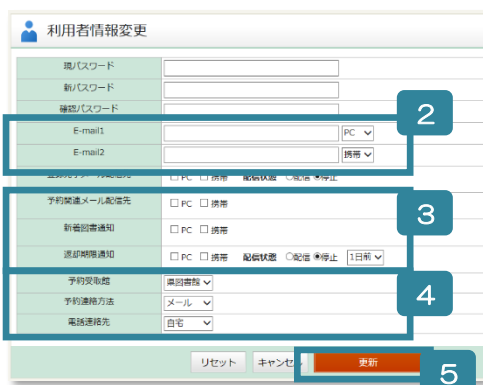 利用者情報変更
現パスワード
新パスワード
確認パスワード
2
E-mail1 PC
E-mail2 携帯
PC 携帯 配信状態 配信 停止
3
予約関連メール配信先 PC 携帯
新着図書通知 PC 携帯
返却期限通知 PC 携帯 配信状態 配信 停止 1日前
4
予約受取館 県図書館
予約連絡方法 メール
電話連絡先 自宅
リセット キャンセ 更新
5